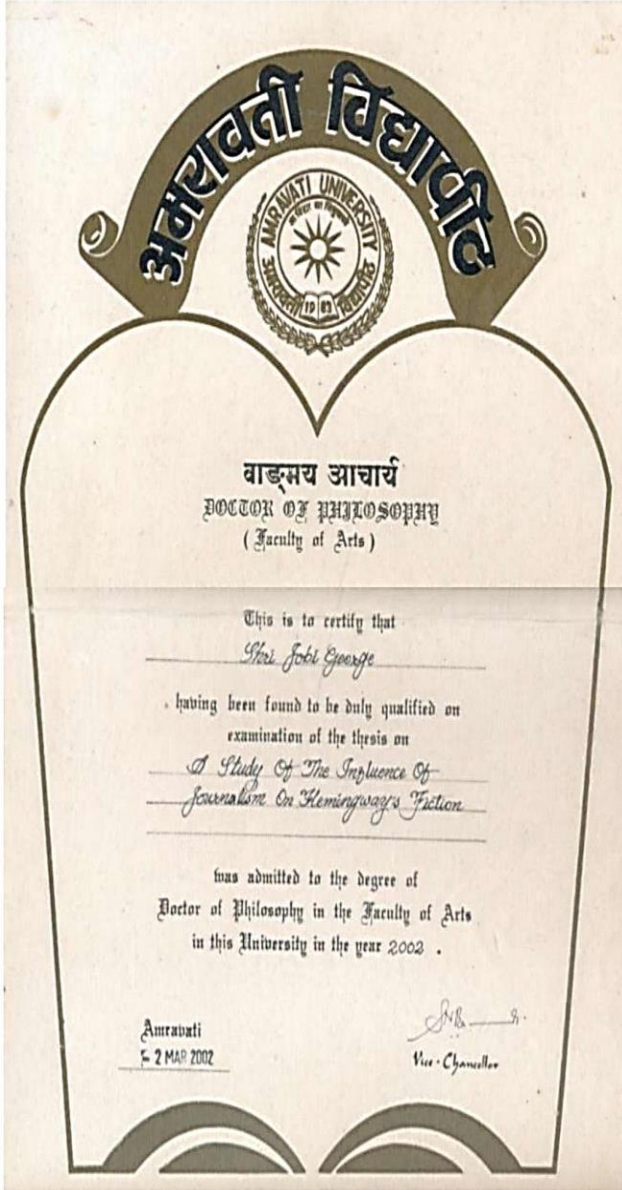 अमरावती विद्यापीठ
AMRAVATI UNIVERSITY
अमरावती विद्यापीठ
1983
वाङ्‌मय आचार्य
DOCTOR OF PHILOSOPHY
( Faculty of Arts )
This is to certify that
Shri Jobi George
having been found to be duly qualified on
examination of the thesis on
A Study Of The Influence Of
Journalism On Hemingway's Fiction
was admitted to the degree of
Doctor of Philosophy in the Faculty of Arts
in this University in the year 2002 .
Amravati
2 MAR 2002
Vice-Chancellor